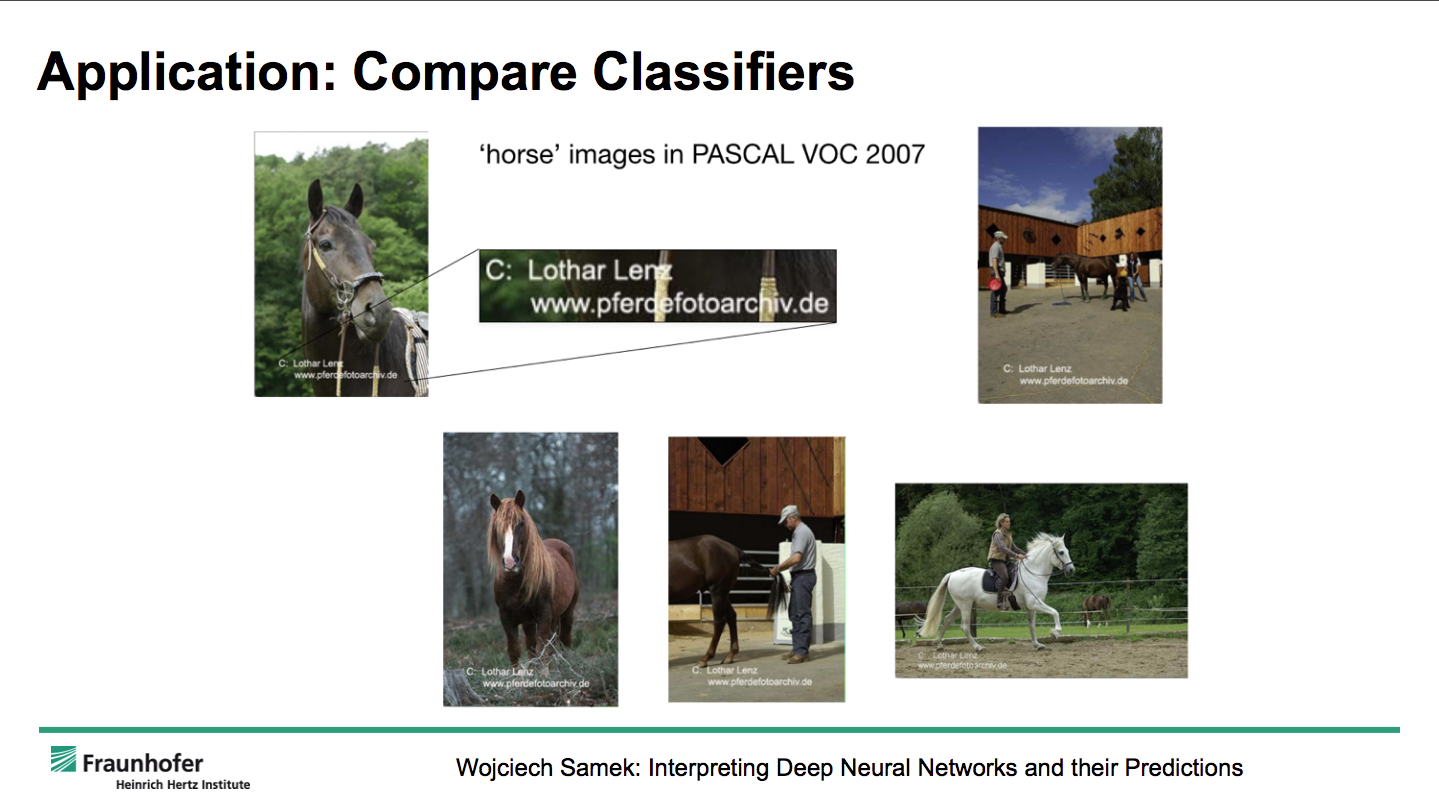 Application: Compare Classifiers
‘horse’ images in PASCAL VOC 2007
C: Lothar Lenz
www.pferdefotoarchiv.de
C: Lothar Lenz
www.pferdefotoarchiv.de
C: Lothar Lenz
www.pferdefotoarchiv.de
C: Lothar Lenz
www.pferdefotoarchiv.de
C: Lothar Lenz
www.pferdefotoarchiv.de
C: Lothar Lenz
www.pferdefotoarchiv.de
Fraunhofer
Heinrich Hertz Institute
Wojciech Samek: Interpreting Deep Neural Networks and their Predictions